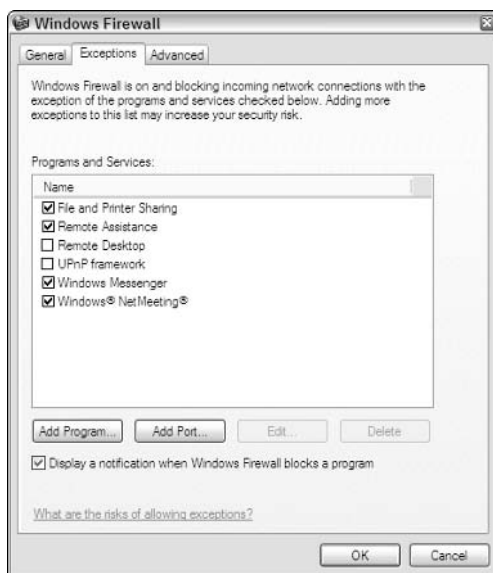 Windows Firewall
General Exceptions Advanced
Windows Firewall is on and blocking incoming network connections with the
exception of the programs and services checked below. Adding more
exceptions to this list may increase your security risk.
Programs and Services:
Name
File and Printer Sharing
Remote Assistance
Remote Desktop
UPnP framework
Windows Messenger
Windows® NetMeeting®
Add Program... Add Port... Edit... Delete
Display a notification when Windows Firewall blocks a program
What are the risks of allowing exceptions?
OK Cancel